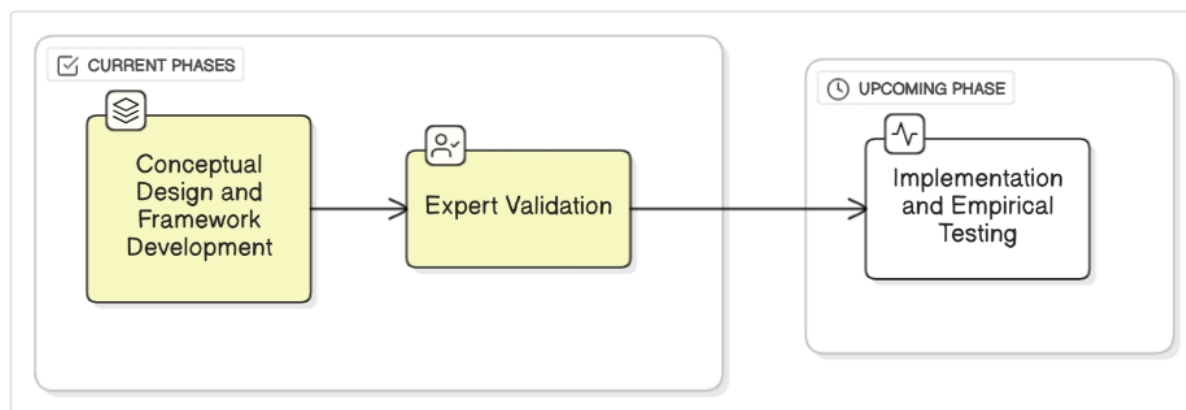 CURRENT PHASES
Conceptual
Design and
Framework
Development
Expert Validation
UPCOMING PHASE
Implementation
and Empirical
Testing